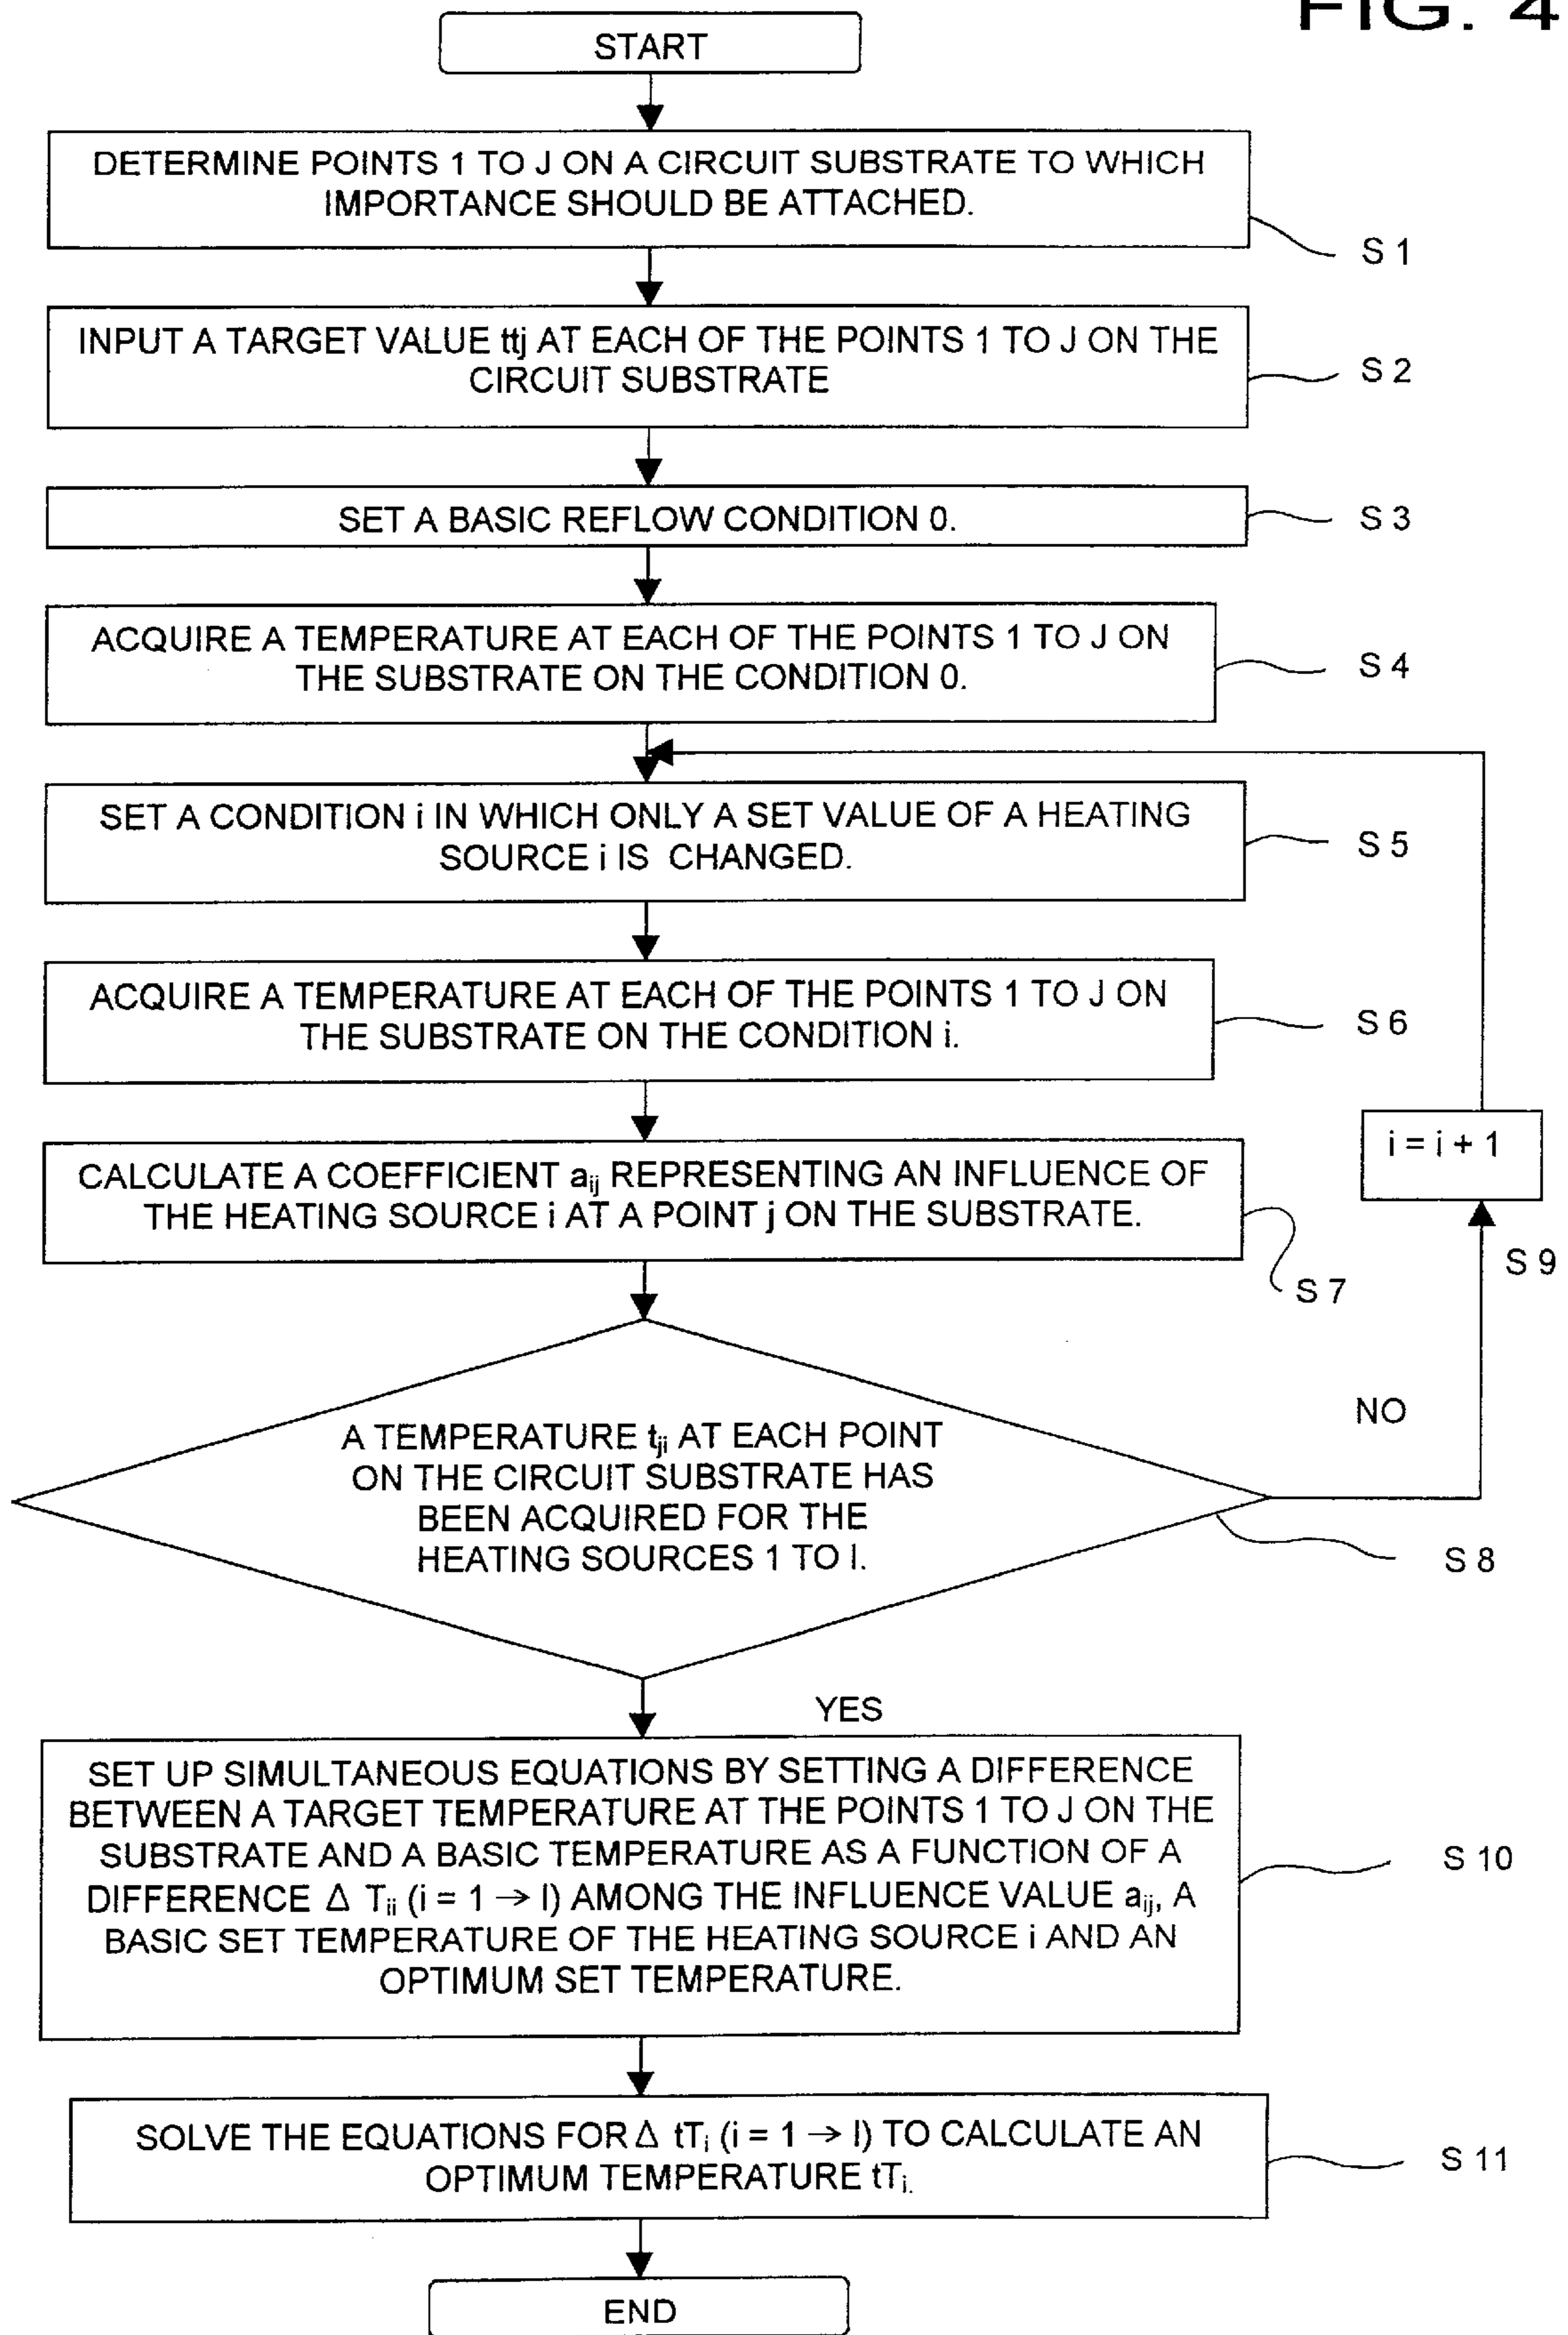 FIG. 4
START
DETERMINE POINTS 1 TO J ON A CIRCUIT SUBSTRATE TO WHICH
IMPORTANCE SHOULD BE ATTACHED.
S 1
INPUT A TARGET VALUE ttj AT EACH OF THE POINTS 1 TO J ON THE
CIRCUIT SUBSTRATE
S 2
SET A BASIC REFLOW CONDITION 0.
S 3
ACQUIRE A TEMPERATURE AT EACH OF THE POINTS 1 TO J ON
THE SUBSTRATE ON THE CONDITION 0.
S 4
SET A CONDITION i IN WHICH ONLY A SET VALUE OF A HEATING
SOURCE i IS CHANGED.
S 5
ACQUIRE A TEMPERATURE AT EACH OF THE POINTS 1 TO J ON
THE SUBSTRATE ON THE CONDITION i.
S 6
CALCULATE A COEFFICIENT aij REPRESENTING AN INFLUENCE OF
THE HEATING SOURCE i AT A POINT j ON THE SUBSTRATE.
S 7
i = i + 1
S 9
A TEMPERATURE tji AT EACH POINT
ON THE CIRCUIT SUBSTRATE HAS
BEEN ACQUIRED FOR THE
HEATING SOURCES 1 TO I.
NO
S 8
YES
SET UP SIMULTANEOUS EQUATIONS BY SETTING A DIFFERENCE
BETWEEN A TARGET TEMPERATURE AT THE POINTS 1 TO J ON THE
SUBSTRATE AND A BASIC TEMPERATURE AS A FUNCTION OF A
DIFFERENCE Δ Tii (i = 1 → I) AMONG THE INFLUENCE VALUE aij, A
BASIC SET TEMPERATURE OF THE HEATING SOURCE i AND AN
OPTIMUM SET TEMPERATURE.
S 10
SOLVE THE EQUATIONS FOR Δ tTi (i = 1 → I) TO CALCULATE AN
OPTIMUM TEMPERATURE tTi.
S 11
END